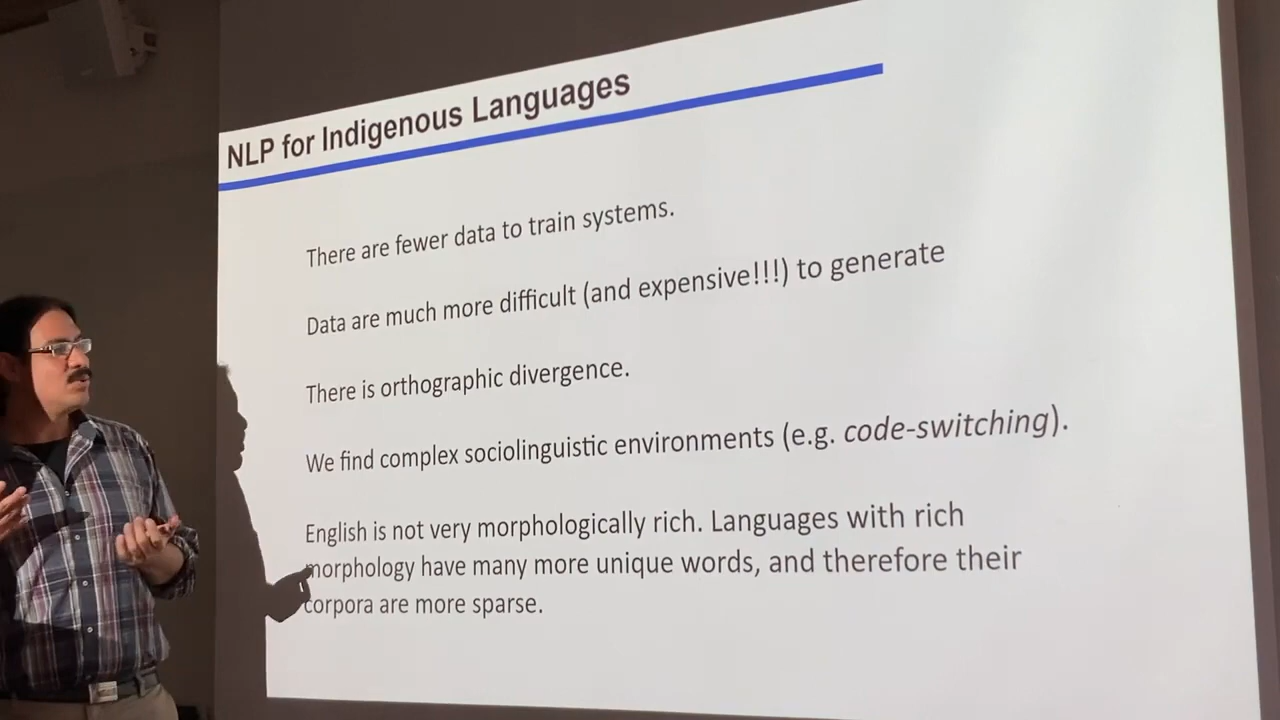 NLP for Indigenous Languages
There are fewer data to train systems.
Data are much more difficult (and expensive!!!) to generate
There is orthographic divergence.
We find complex sociolinguistic environments (e.g. code-switching).
English is not very morphologically rich. Languages with rich
morphology have many more unique words, and therefore their
corpora are more sparse.